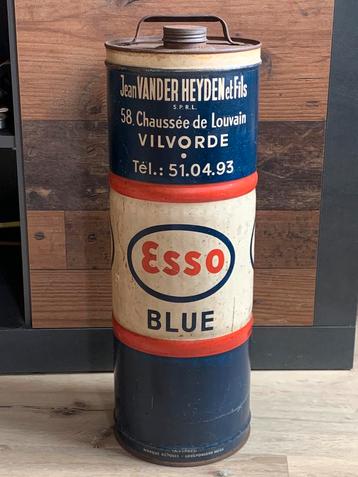 Jean VANDER HEYDEN et Fils
S.P.R.L.
58, Chaussée de Louvain
VILVORDE
Tél.: 51.04.93
Esso
BLUE